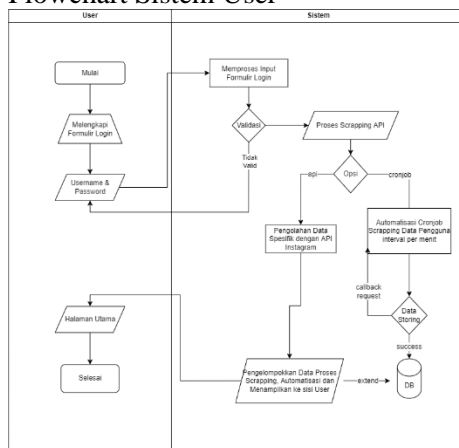 Flowchart Sistem User
User
Sistem
Mulai
Melengkapi
Formulir Login
Username &
Password
Memproses Input
Formulir Login
Validasi
Tidak
Valid
Proses Scrapping API
Opsi
api
cronjob
Pengolahan Data
Spesifik dengan API
Instagram
Automatisasi Cronjob
Scrapping Data Pengguna
interval per menit
callback
request
Data
Storing
success
DB
Halaman Utama
Selesai
Pengelompokkan Data Proses
Scrapping, Automatisasi dan
Menampilkan ke sisi User
extend